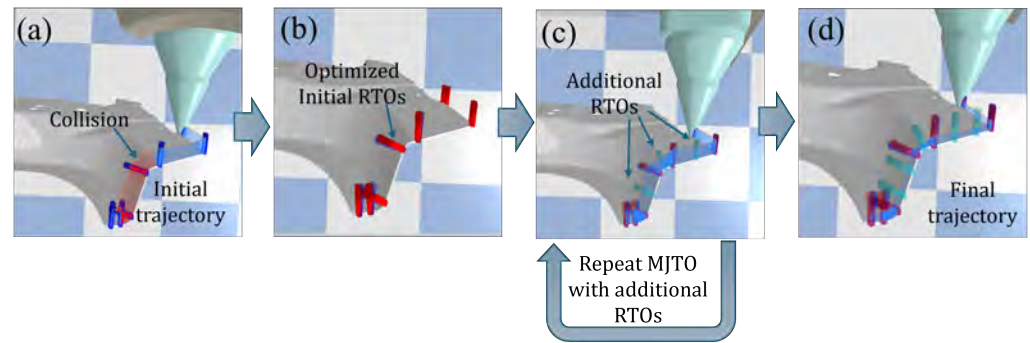 (a)
Collision
Initial
trajectory
(b)
Optimized
Initial RTOs
(c)
Additional
RTOs
Repeat MJTO
with additional
RTOs
(d)
Final
trajectory